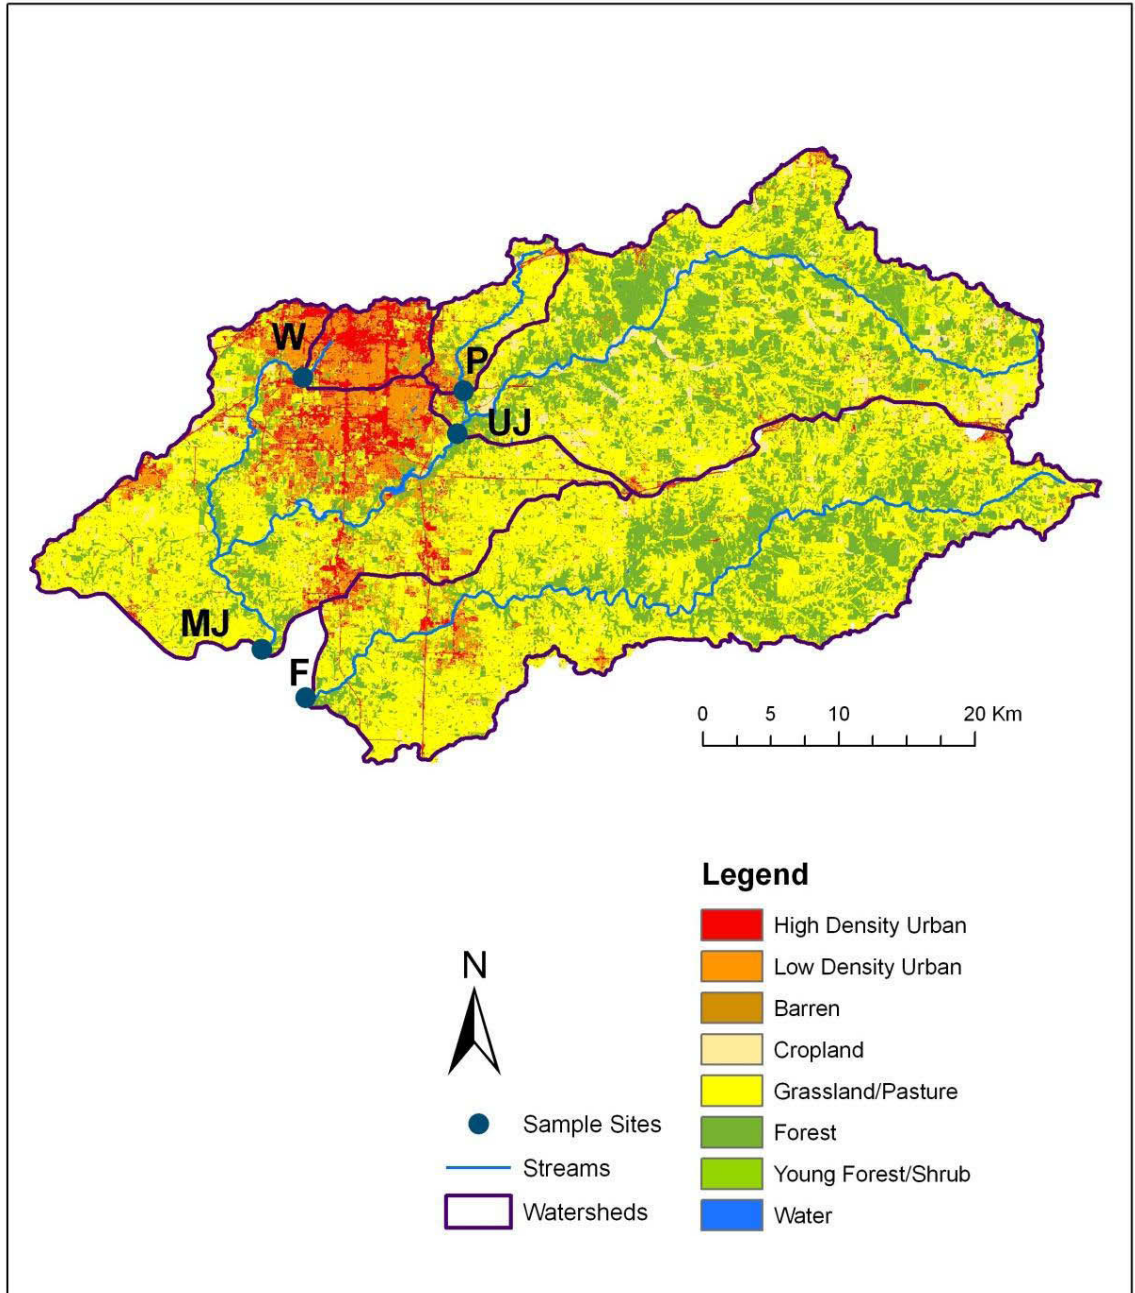 W
P
UJ
MJ
F
0 5 10 20 Km
Legend
High Density Urban
Low Density Urban
Barren
Cropland
Grassland/Pasture
Forest
Young Forest/Shrub
Water
N
Sample Sites
Streams
Watersheds